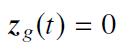 z_g(t) = 0